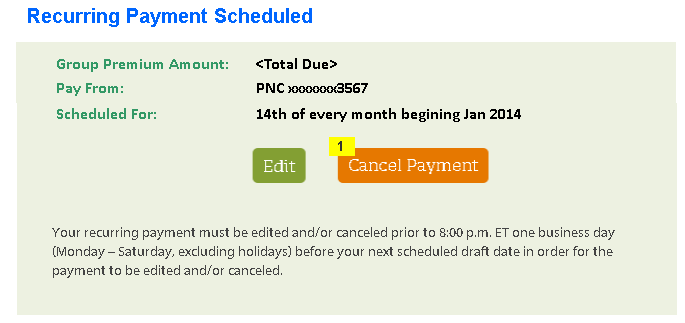 Recurring Payment Scheduled
Group Premium Amount: <Total Due>
Pay From: PNC xxxxxxx3567
Scheduled For: 14th of every month begining Jan 2014
1
Edit Cancel Payment
Your recurring payment must be edited and/or canceled prior to 8:00 p.m. ET one business day
(Monday – Saturday, excluding holidays) before your next scheduled draft date in order for the
payment to be edited and/or canceled.